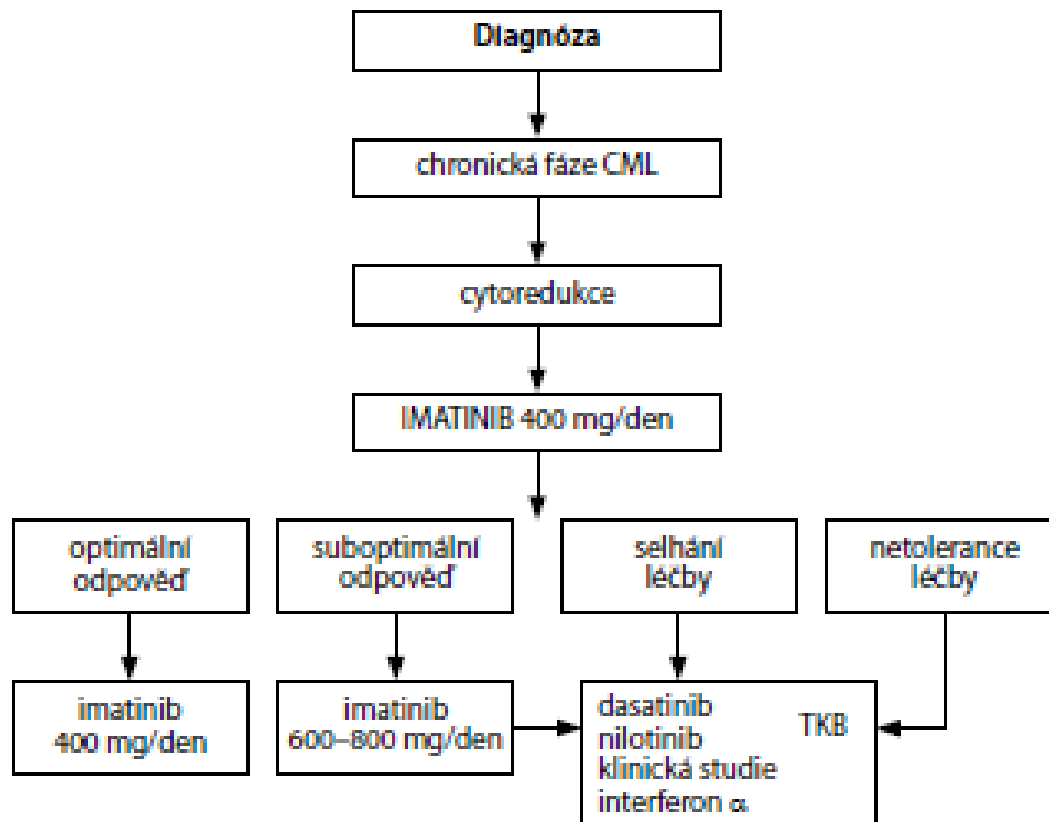 Diagnóza
chronická fáze CML
cytoredukce
IMATINIB 400 mg/den
optimální
odpověď
suboptimální
odpověď
selhání
léčby
netolerance
léčby
imatinib
400 mg/den
imatinib
600–800 mg/den
dasatinib
TKB
nilotinib
klinická studie
interferon α